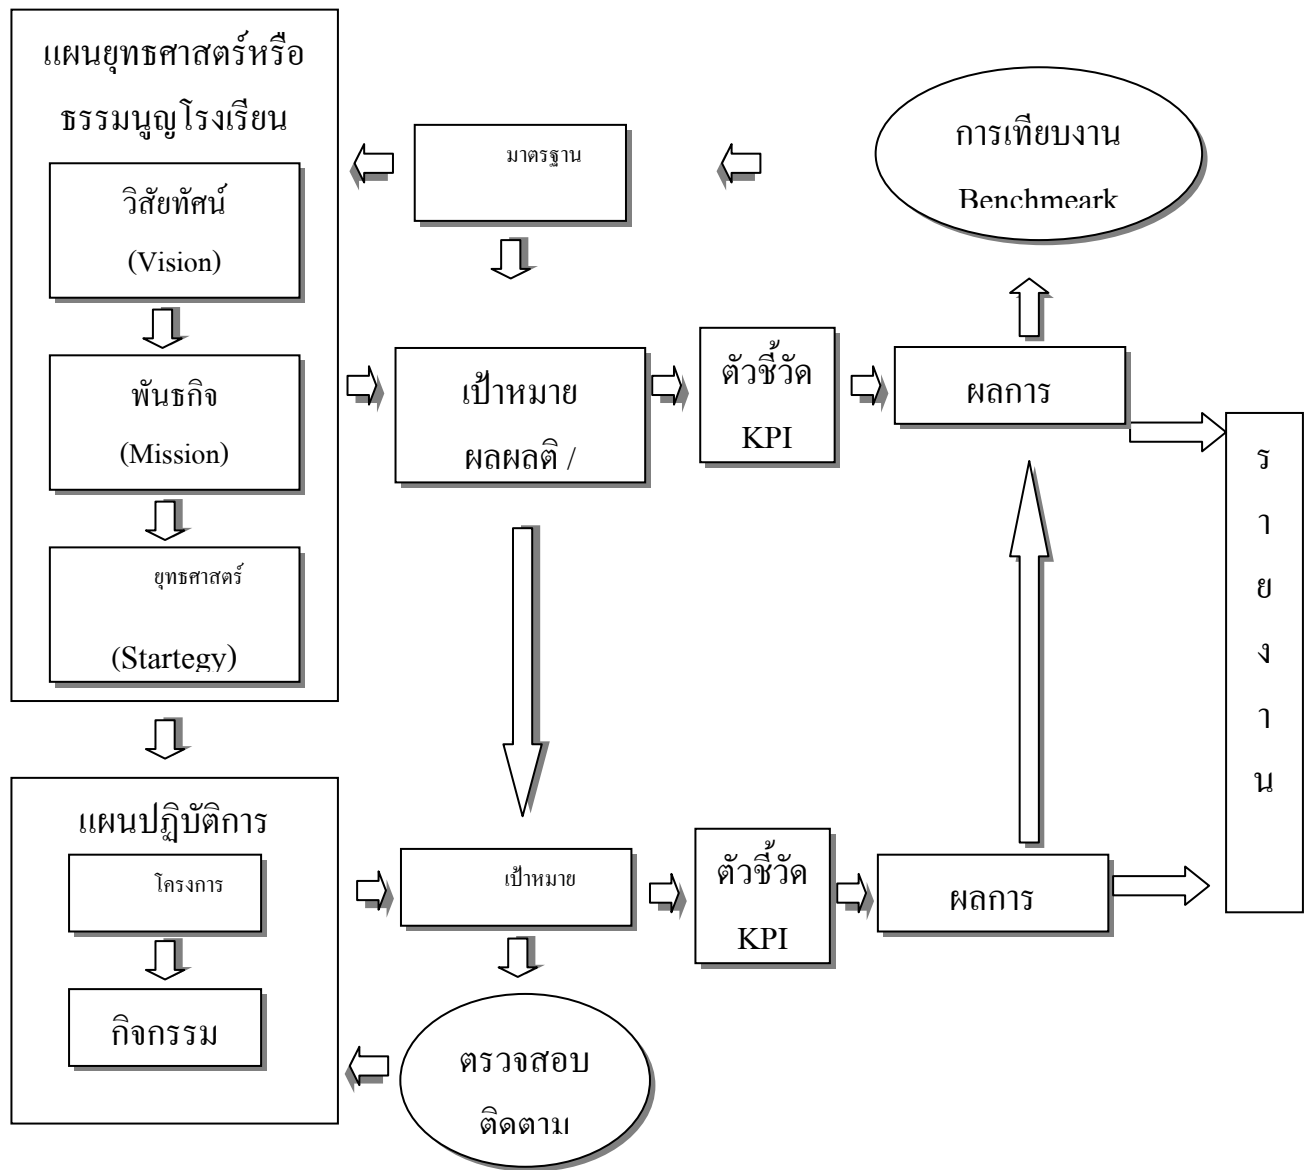 แผนยุทธศาสตร์หรือ
ธรรมนูญโรงเรียน
วิสัยทัศน์
(Vision)
พันธกิจ
(Mission)
ยุทธศาสตร์
(Startegy)
มาตรฐาน
การเทียบงาน
Benchmeark
เป้าหมาย
ผลผลติ /
ตัวชี้วัด
KPI
ผลการ
รายงาน
แผนปฏิบัติการ
โครงการ
กิจกรรม
เป้าหมาย
ตัวชี้วัด
KPI
ผลการ
ตรวจสอบ
ติดตาม